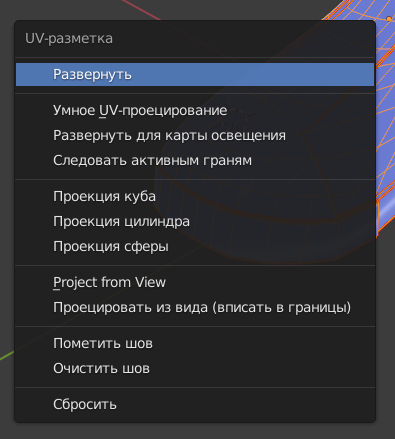 UV-разметка
Развернуть
Умное UV-проецирование
Развернуть для карты освещения
Следовать активным граням
Проекция куба
Проекция цилиндра
Проекция сферы
Project from View
Проецировать из вида (вписать в границы)
Пометить шов
Очистить шов
Сбросить